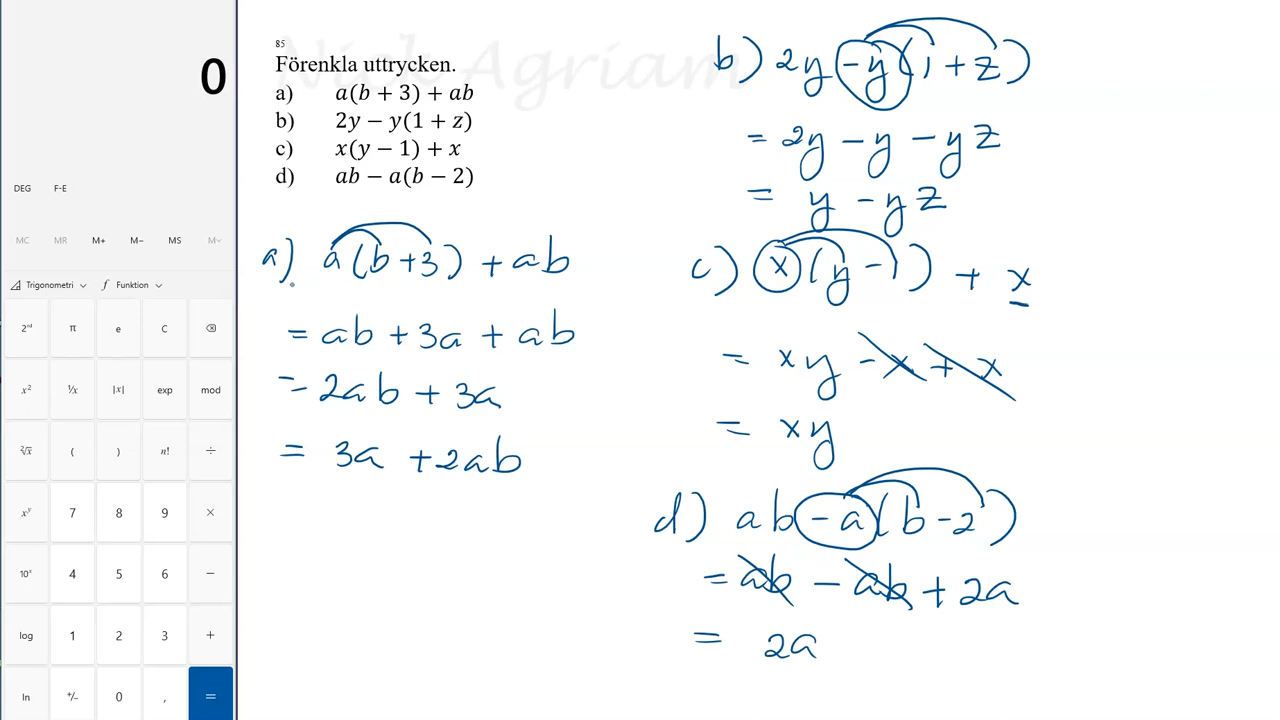 Nick Agriam
0
DEG F-E
MC MR M+ M− MS M˅
Trigonometri Funktion
2ⁿᵈ π e C
x² ¹/x |x| exp mod
²√x ( ) n! ÷
xʸ 7 8 9 ×
10ˣ 4 5 6 −
log 1 2 3 +
ln +/− 0 , =
85
Förenkla uttrycken.
a) a(b + 3) + ab
b) 2y − y(1 + z)
c) x(y − 1) + x
d) ab − a(b − 2)
a) a(b+3) + ab
= ab + 3a + ab
= 2ab + 3a
= 3a + 2ab
b) 2y − y(1 + z)
= 2y − y − yz
= y − yz
c) x(y − 1) + x
= xy − x + x
= xy
d) ab − a(b − 2)
= ab − ab + 2a
= 2a